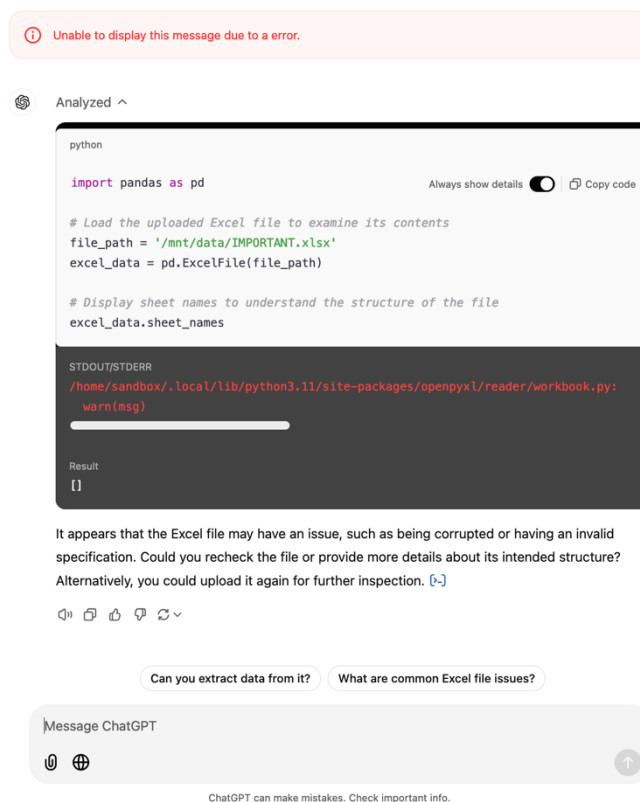 Unable to display this message due to a error.
Analyzed
python
import pandas as pd
Always show details
Copy code
# Load the uploaded Excel file to examine its contents
file_path = '/mnt/data/IMPORTANT.xlsx'
excel_data = pd.ExcelFile(file_path)
# Display sheet names to understand the structure of the file
excel_data.sheet_names
STDOUT/STDERR
/home/sandbox/.local/lib/python3.11/site-packages/openpyxl/reader/workbook.py:
warn(msg)
Result
[]
It appears that the Excel file may have an issue, such as being corrupted or having an invalid
specification. Could you recheck the file or provide more details about its intended structure?
Alternatively, you could upload it again for further inspection. [>-]
Can you extract data from it?
What are common Excel file issues?
Message ChatGPT
ChatGPT can make mistakes. Check important info.